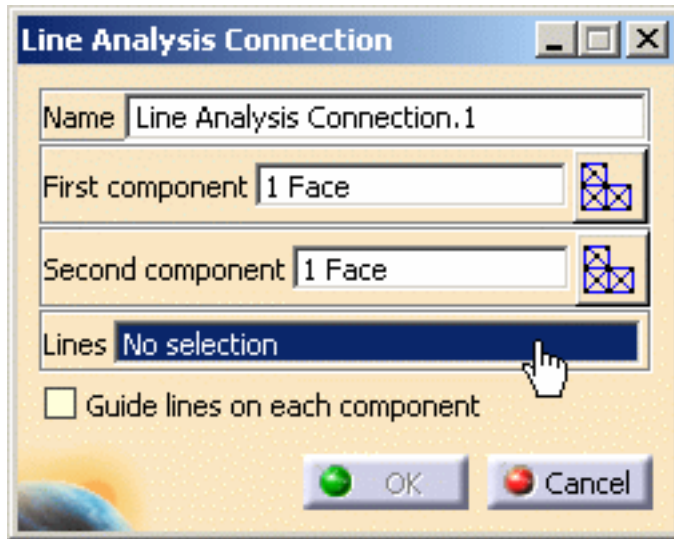 Line Analysis Connection
Name Line Analysis Connection.1
First component 1 Face
Second component 1 Face
Lines No selection
Guide lines on each component
OK Cancel